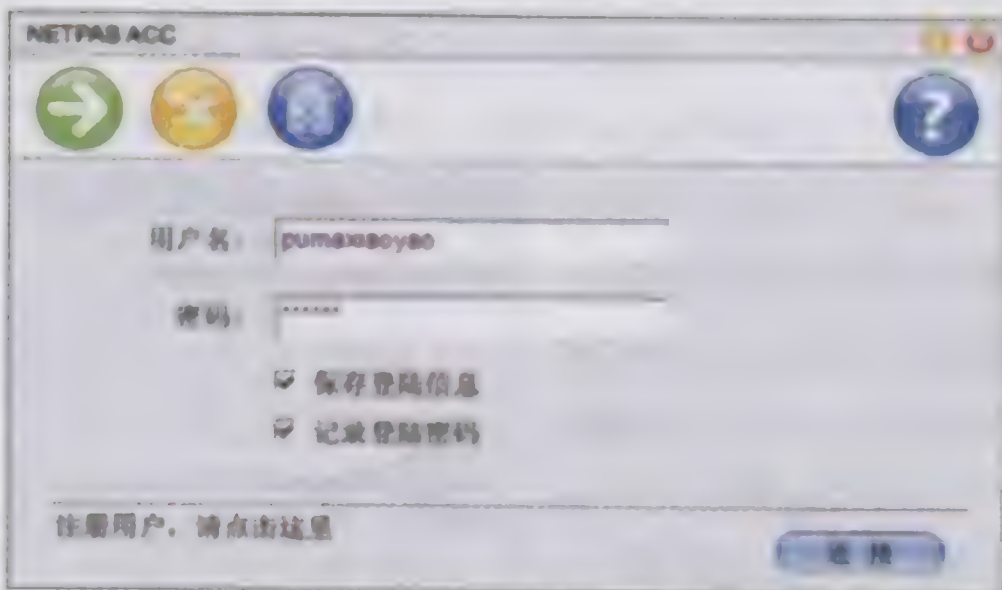 NETPAS ACC
用户名：
pumaxiaoyao
密码：
******
保存登陆信息
记录登陆密码
注册用户，请点击这里
连 接